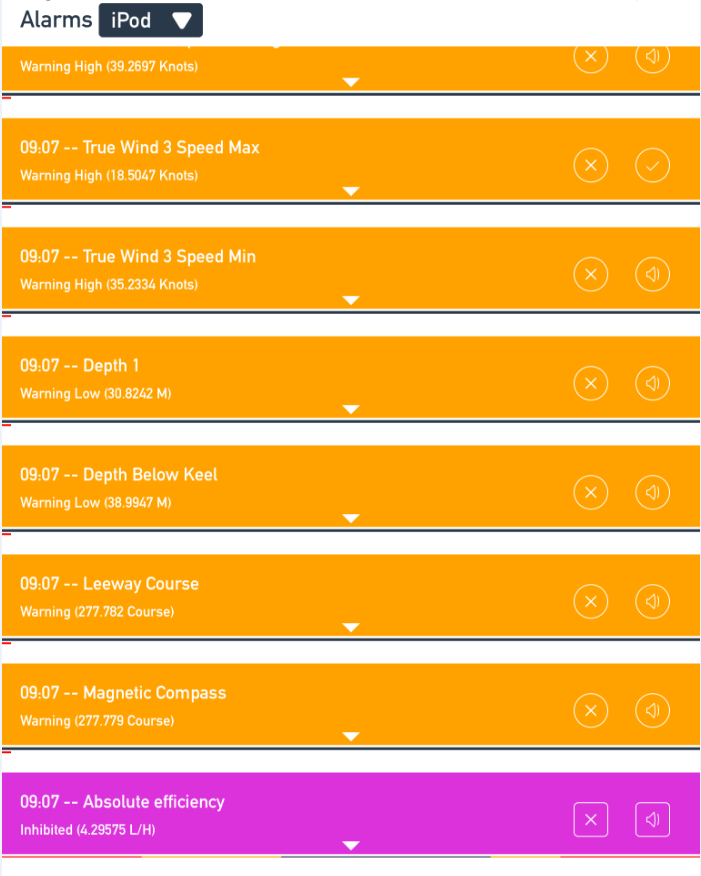 Alarms iPod
Warning High (39.2697 Knots)
09:07 -- True Wind 3 Speed Max
Warning High (18.5047 Knots)
09:07 -- True Wind 3 Speed Min
Warning High (35.2334 Knots)
09:07 -- Depth 1
Warning Low (30.8242 M)
09:07 -- Depth Below Keel
Warning Low (38.9947 M)
09:07 -- Leeway Course
Warning (277.782 Course)
09:07 -- Magnetic Compass
Warning (277.779 Course)
09:07 -- Absolute efficiency
Inhibited (4.29575 L/H)